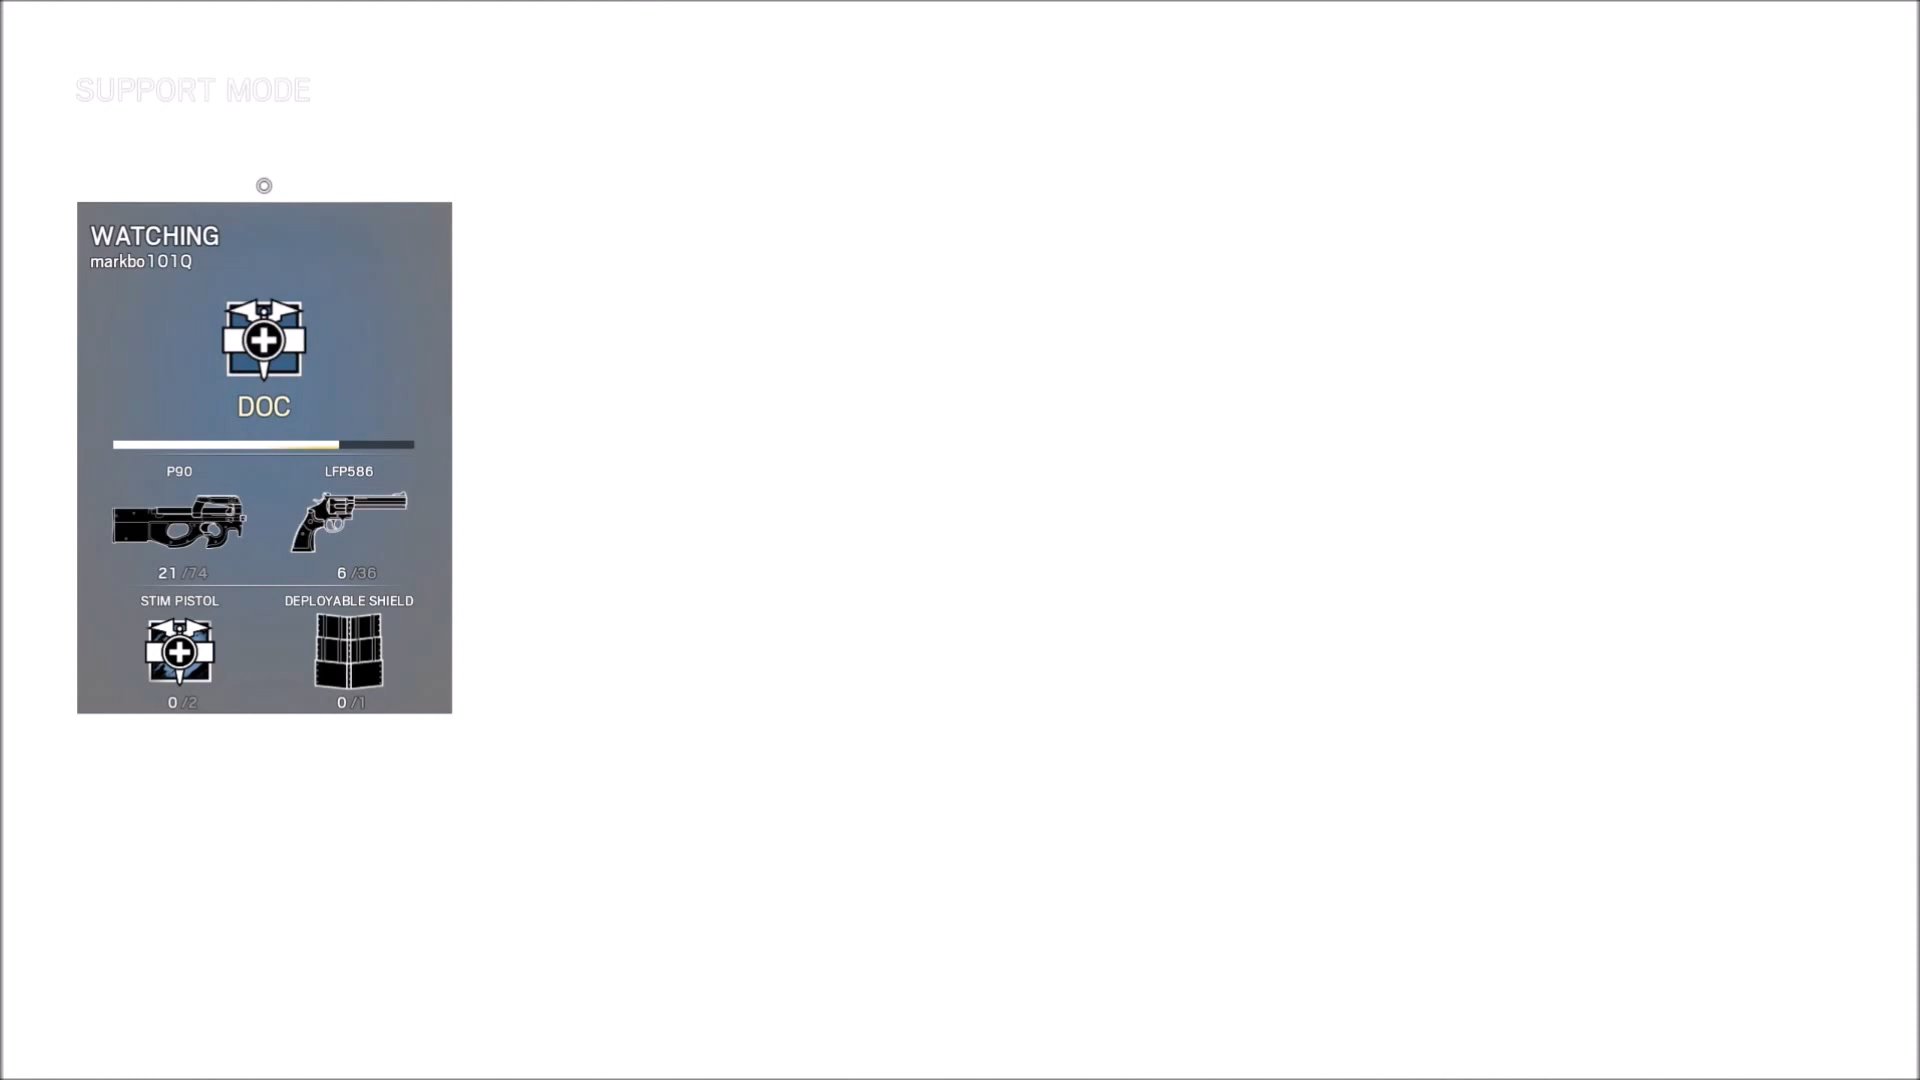 SUPPORT MODE
WATCHING
markbo101Q
DOC
P90 LFP586
21/74 6/36
STIM PISTOL DEPLOYABLE SHIELD
0/2 0/1